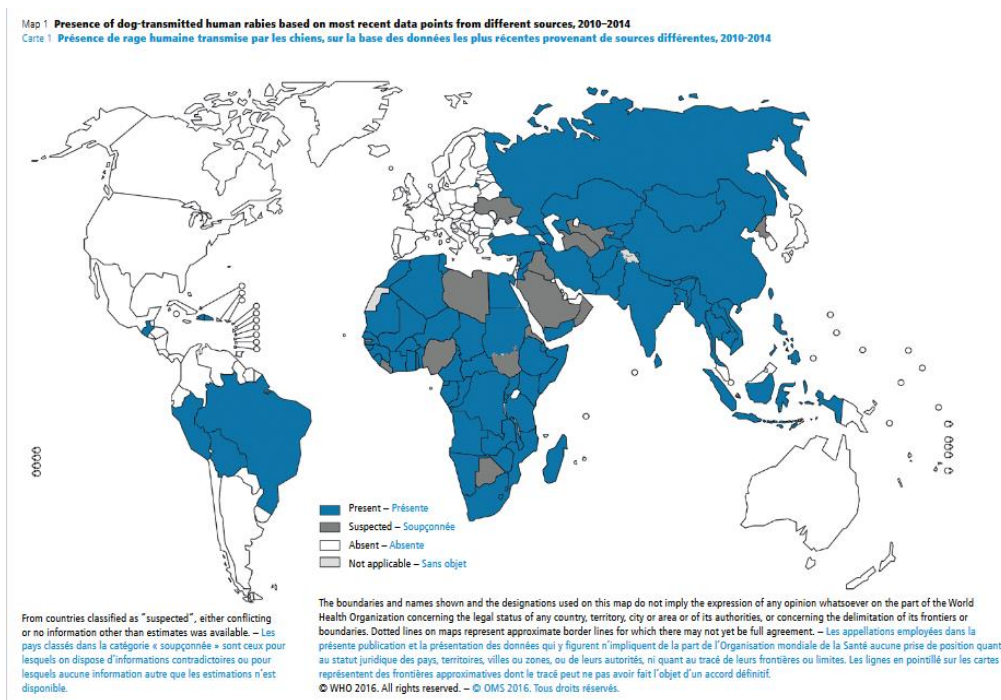 Map 1 Presence of dog-transmitted human rabies based on most recent data points from different sources, 2010–2014
Carte 1 Présence de rage humaine transmise par les chiens, sur la base des données les plus récentes provenant de sources différentes, 2010-2014
Present – Présente
Suspected – Soupçonnée
Absent – Absente
Not applicable – Sans objet
From countries classified as "suspected", either conflicting
or no information other than estimates was available. – Les
pays classés dans la catégorie « soupçonnée » sont ceux pour
lesquels on dispose d'informations contradictoires ou pour
lesquels aucune information autre que les estimations n'est
disponible.
The boundaries and names shown and the designations used on this map do not imply the expression of any opinion whatsoever on the part of the World
Health Organization concerning the legal status of any country, territory, city or area or of its authorities, or concerning the delimitation of its frontiers or
boundaries. Dotted lines on maps represent approximate border lines for which there may not yet be full agreement. – Les appellations employées dans la
présente publication et la présentation des données qui y figurent n'impliquent de la part de l'Organisation mondiale de la Santé aucune prise de position quant
au statut juridique des pays, territoires, villes ou zones, ou de leurs autorités, ni quant au tracé de leurs frontières ou limites. Les lignes en pointillé sur les cartes
représentent des frontières approximatives dont le tracé peut ne pas avoir fait l'objet d'un accord définitif.
© WHO 2016. All rights reserved. – © OMS 2016. Tous droits réservés.